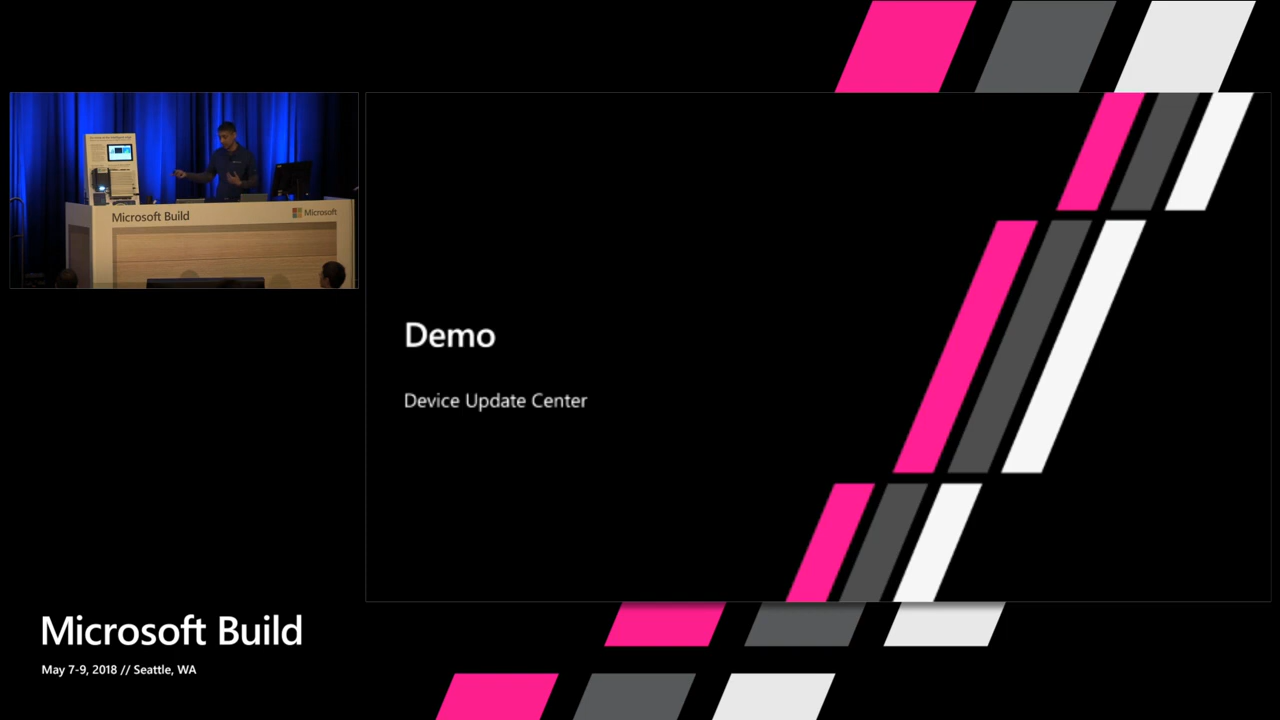 Microsoft Build
Microsoft
Demo
Device Update Center
Microsoft Build
May 7-9, 2018 // Seattle, WA